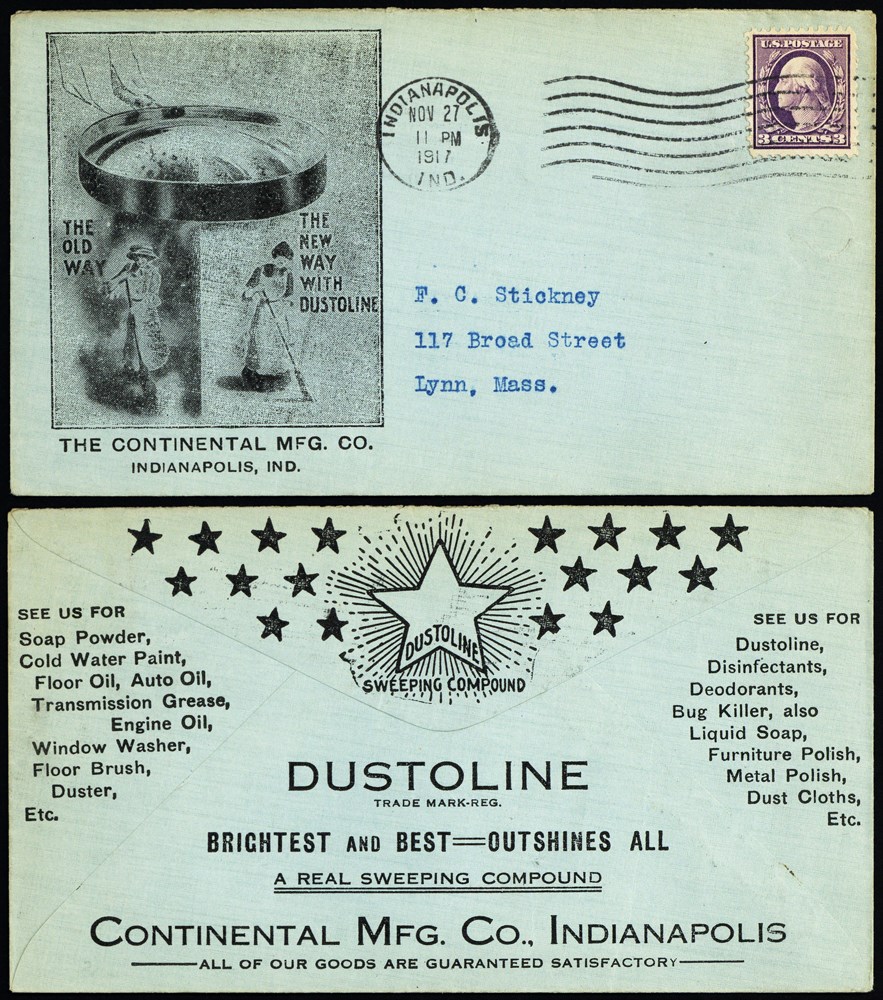 U.S. POSTAGE
3 CENTS 3
INDIANAPOLIS
NOV 27
11 PM
1917
IND.
THE
OLD
WAY
THE
NEW
WAY
WITH
DUSTOLINE
F. C. Stickney
117 Broad Street
Lynn, Mass.
THE CONTINENTAL MFG. CO.
INDIANAPOLIS, IND.
SEE US FOR
Soap Powder,
Cold Water Paint,
Floor Oil, Auto Oil,
Transmission Grease,
Engine Oil,
Window Washer,
Floor Brush,
Duster,
Etc.
DUSTOLINE
SWEEPING COMPOUND
SEE US FOR
Dustoline,
Disinfectants,
Deodorants,
Bug Killer, also
Liquid Soap,
Furniture Polish,
Metal Polish,
Dust Cloths,
Etc.
DUSTOLINE
TRADE MARK-REG.
BRIGHTEST AND BEST=OUTSHINES ALL
A REAL SWEEPING COMPOUND
CONTINENTAL MFG. CO., INDIANAPOLIS
ALL OF OUR GOODS ARE GUARANTEED SATISFACTORY